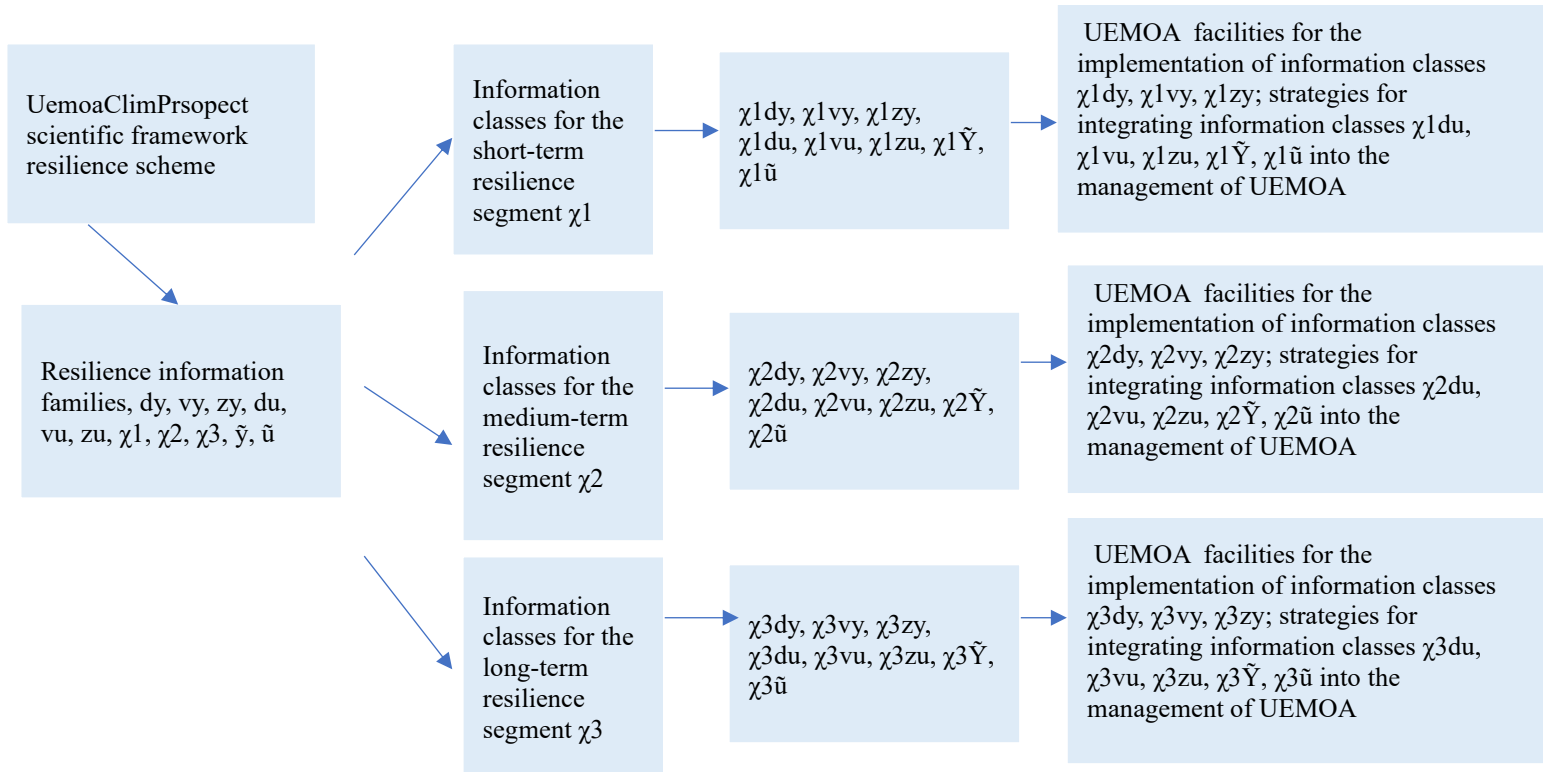 UemoaClimPrsopect
scientific framework
resilience scheme
Resilience information
families, dy, vy, zy, du,
vu, zu, χ1, χ2, χ3, ỹ, ũ
Information
classes for the
short-term
resilience
segment χ1
χ1dy, χ1vy, χ1zy,
χ1du, χ1vu, χ1zu, χ1Ỹ,
χ1ũ
UEMOA  facilities for the
implementation of information classes
χ1dy, χ1vy, χ1zy; strategies for
integrating information classes χ1du,
χ1vu, χ1zu, χ1Ỹ, χ1ũ into the
management of UEMOA
Information
classes for the
medium-term
resilience
segment χ2
χ2dy, χ2vy, χ2zy,
χ2du, χ2vu, χ2zu, χ2Ỹ,
χ2ũ
UEMOA  facilities for the
implementation of information classes
χ2dy, χ2vy, χ2zy; strategies for
integrating information classes χ2du,
χ2vu, χ2zu, χ2Ỹ, χ2ũ into the
management of UEMOA
Information
classes for the
long-term
resilience
segment χ3
χ3dy, χ3vy, χ3zy,
χ3du, χ3vu, χ3zu, χ3Ỹ,
χ3ũ
UEMOA  facilities for the
implementation of information classes
χ3dy, χ3vy, χ3zy; strategies for
integrating information classes χ3du,
χ3vu, χ3zu, χ3Ỹ, χ3ũ into the
management of UEMOA